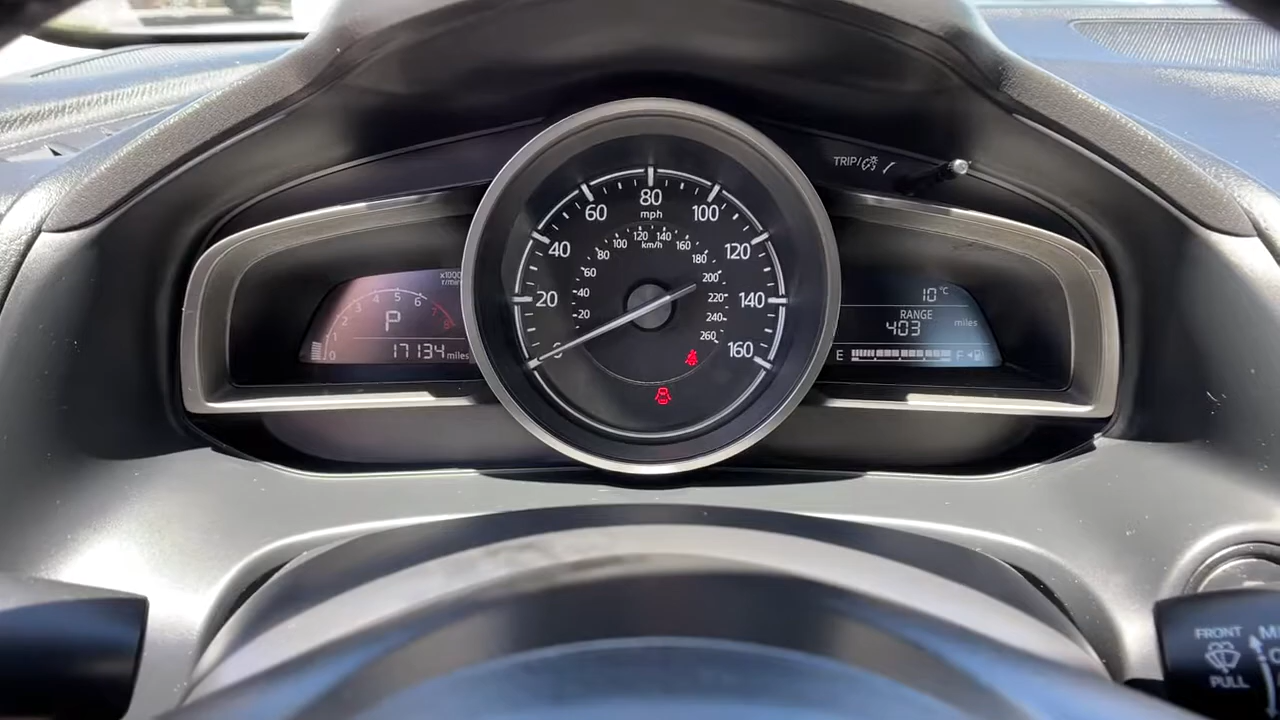 TRIP/
x1000
r/min
0
1
2
3
4
5
6
7
8
P
17134 miles
0
20
40
60
80
100
120
140
160
mph
20
40
60
80
100
120
140
160
180
200
220
240
260
km/h
10°C
RANGE
403 miles
E F
FRONT
PULL